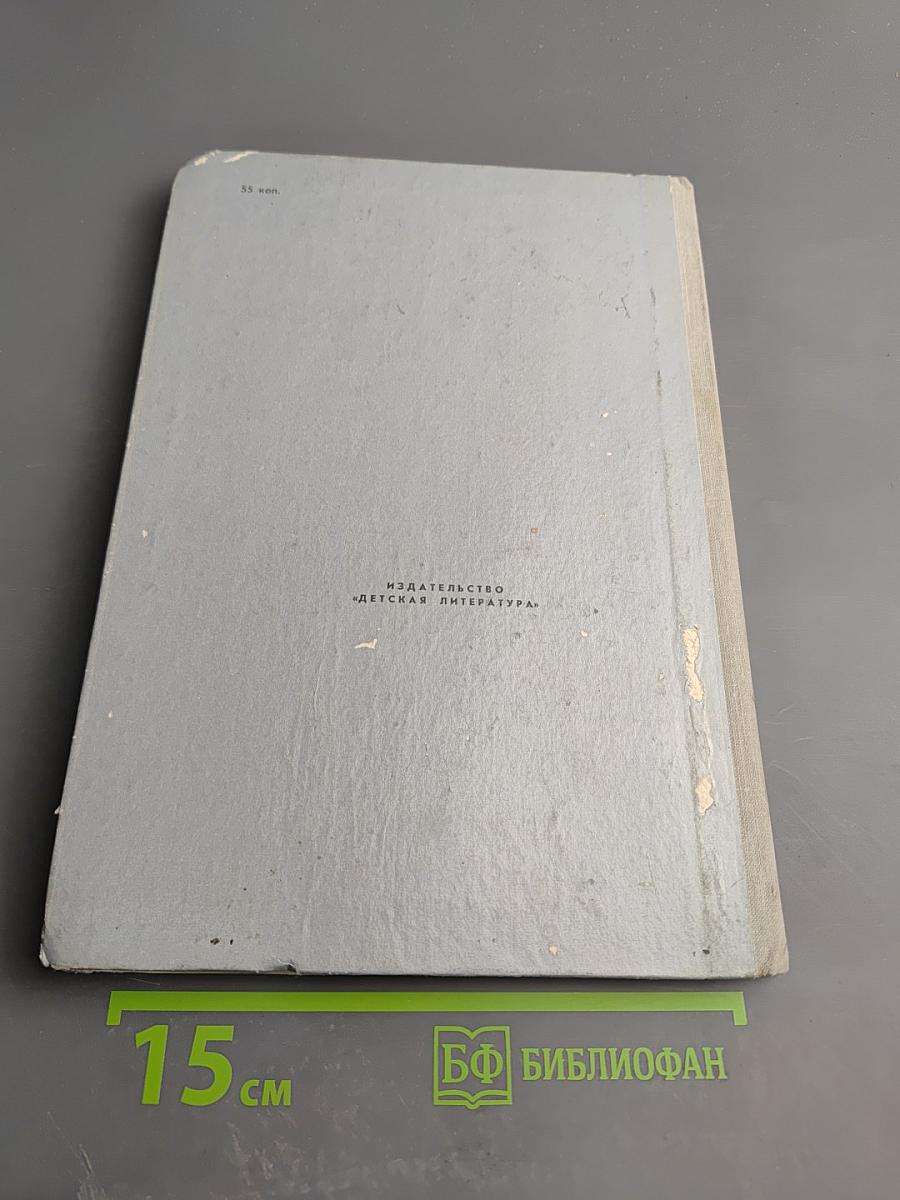 55 коп.
ИЗДАТЕЛЬСТВО
«ДЕТСКАЯ ЛИТЕРАТУРА»
15 см
БФ БИБЛИОФАН